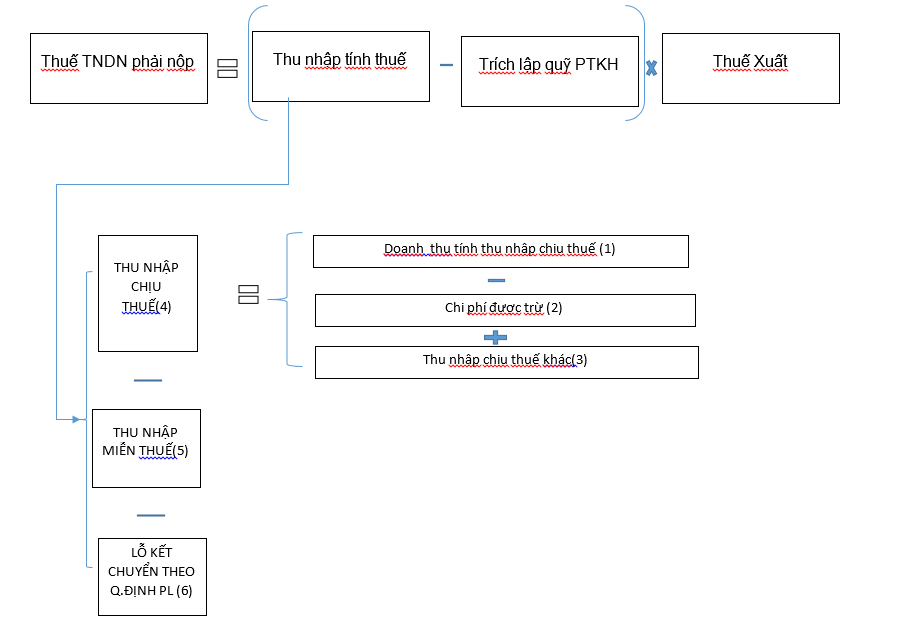 Thuế TNDN phải nộp
Thu nhập tính thuế
Trích lập quỹ PTKH
Thuế Xuất
THU NHẬP
CHỊU
THUẾ(4)
Doanh thu tính thu nhập chịu thuế (1)
Chi phí được trừ (2)
Thu nhập chịu thuế khác(3)
THU NHẬP
MIỄN THUẾ(5)
LỖ KẾT
CHUYỂN THEO
Q.ĐỊNH PL (6)